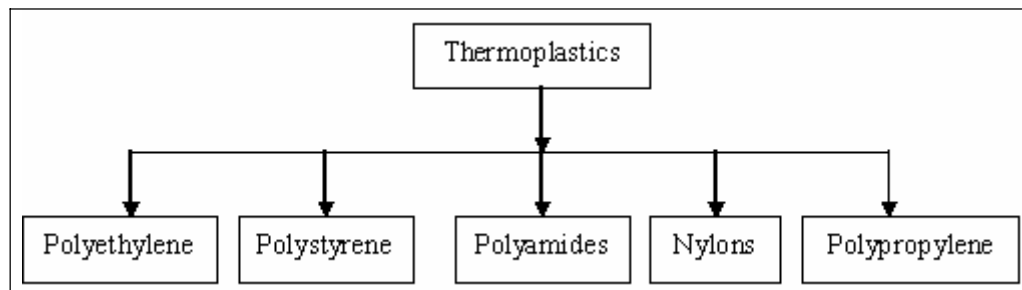 Thermoplastics
Polyethylene
Polystyrene
Polyamides
Nylons
Polypropylene